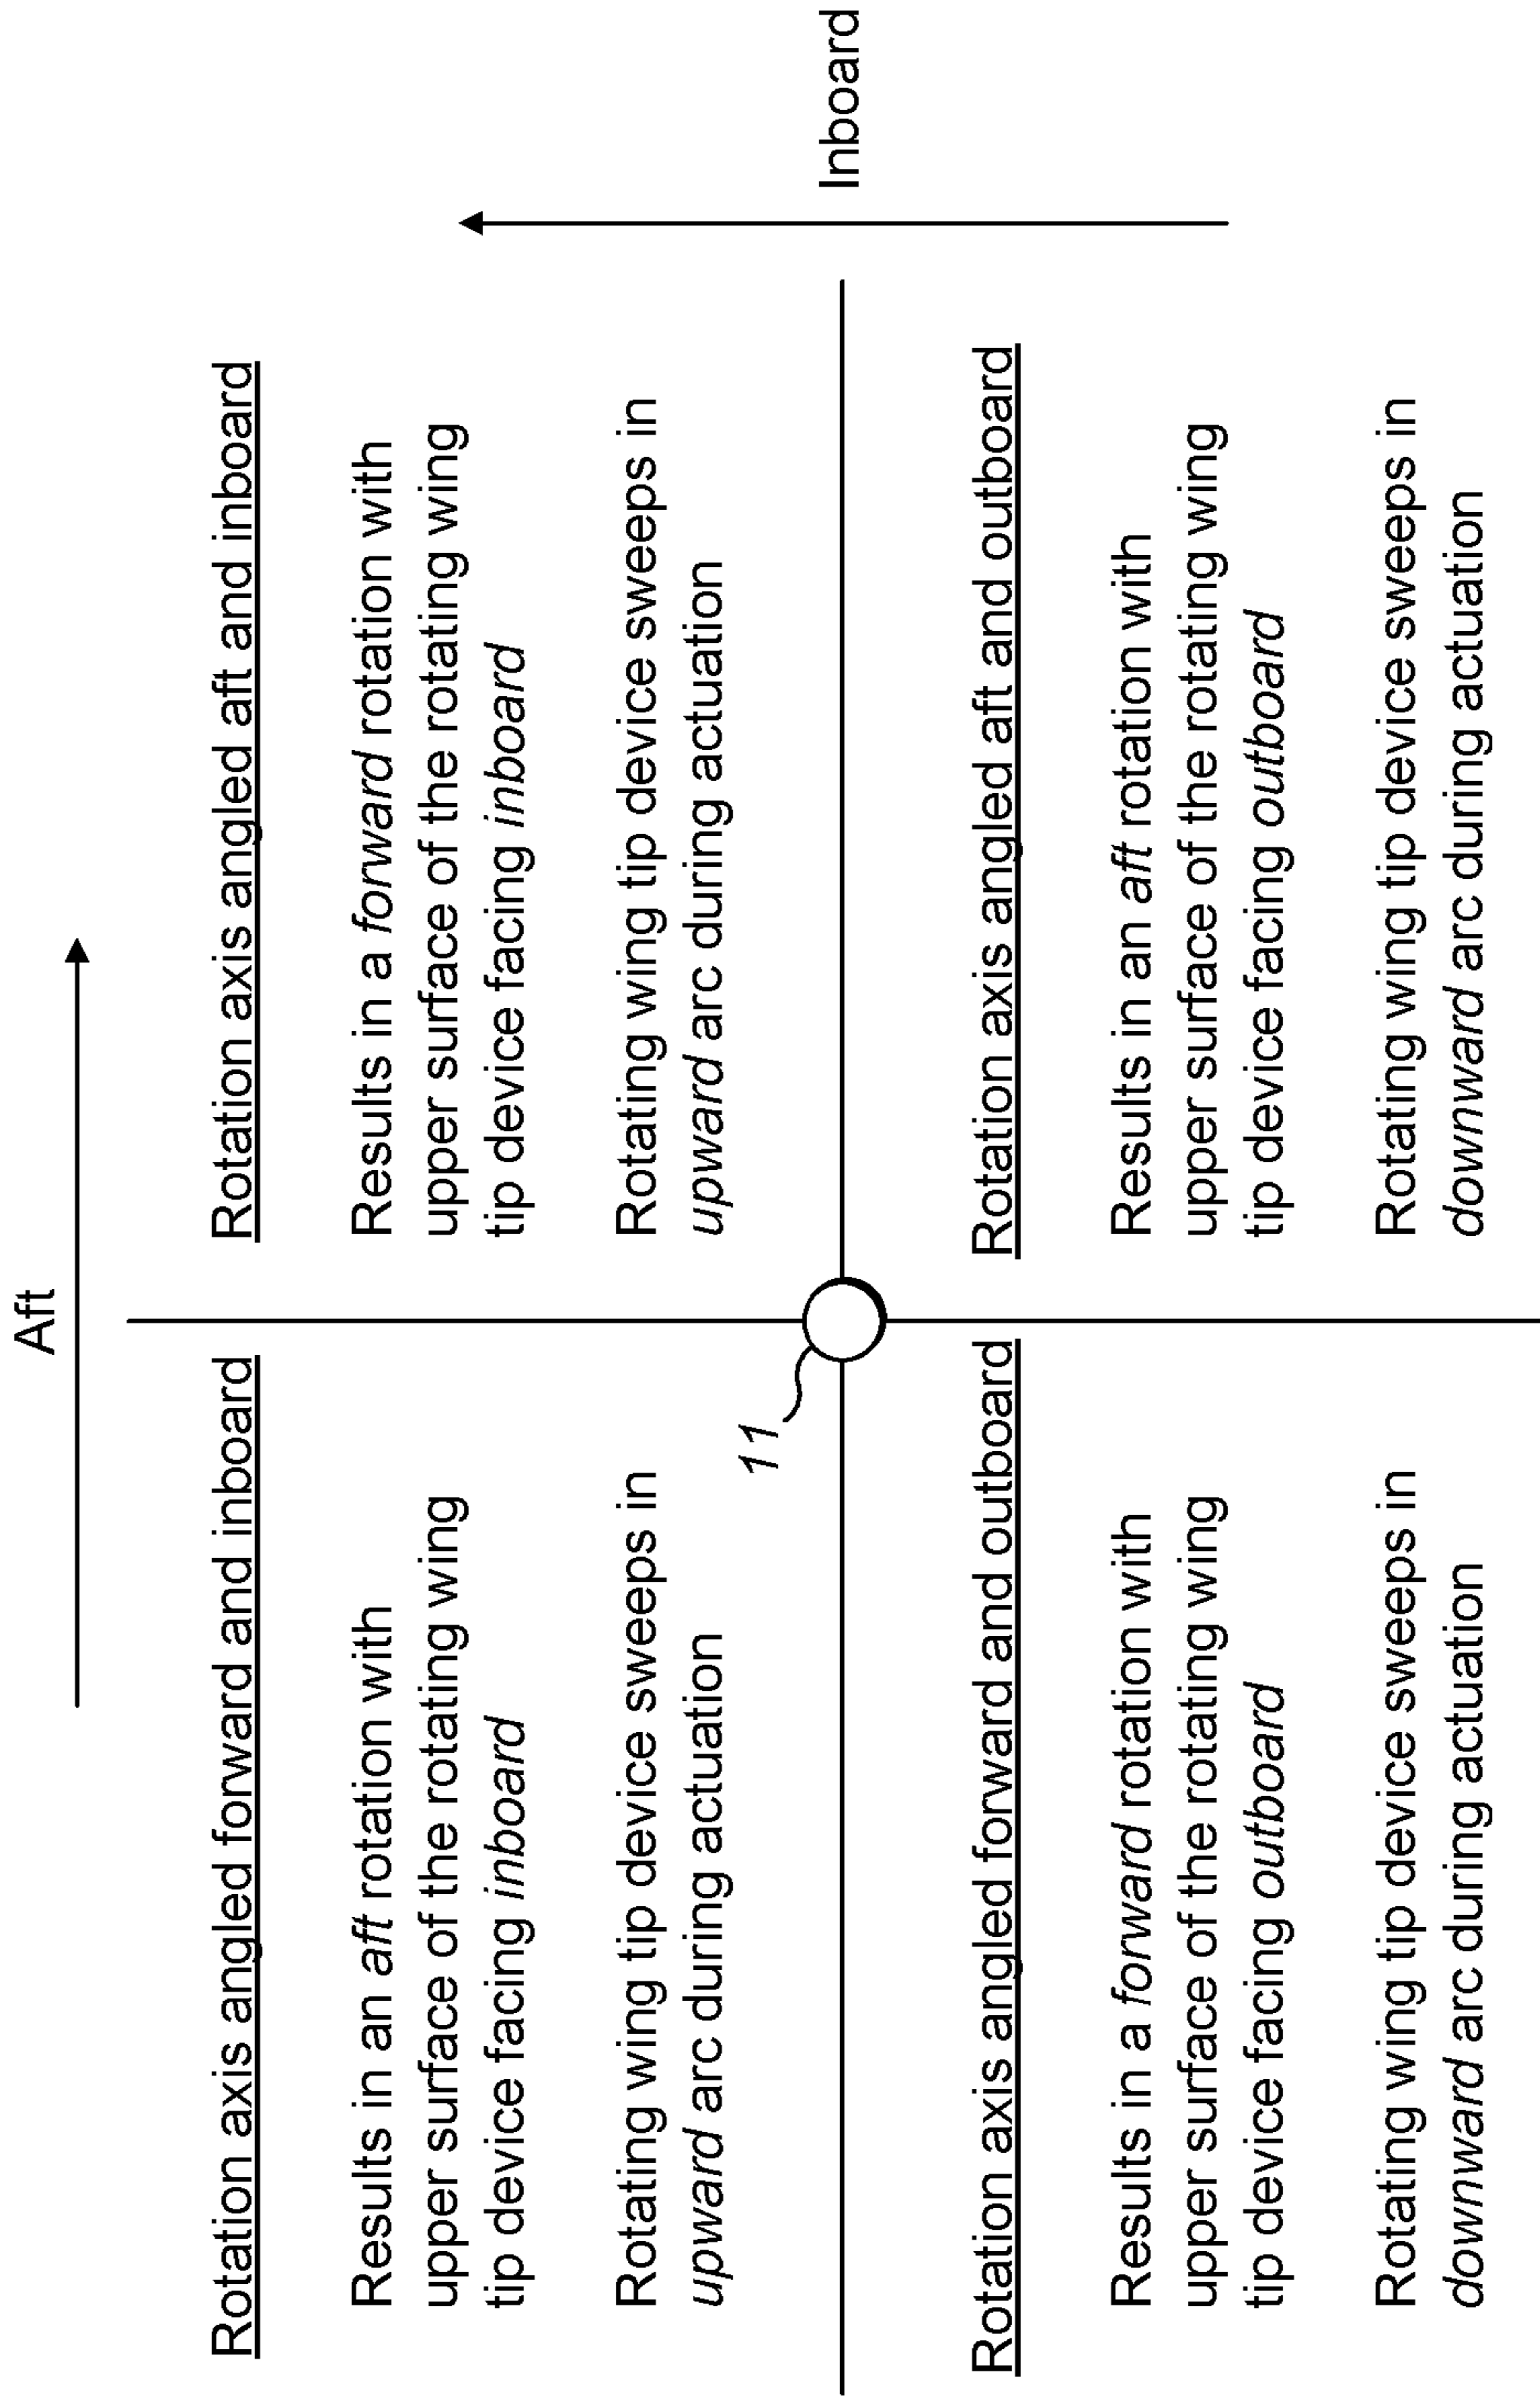 Aft
Rotation axis angled forward and inboard
Results in an aft rotation with
upper surface of the rotating wing
tip device facing inboard
Rotating wing tip device sweeps in
upward arc during actuation
Rotation axis angled aft and inboard
Results in a forward rotation with
upper surface of the rotating wing
tip device facing inboard
Rotating wing tip device sweeps in
upward arc during actuation
11
Inboard
Rotation axis angled forward and outboard
Results in a forward rotation with
upper surface of the rotating wing
tip device facing outboard
Rotating wing tip device sweeps in
downward arc during actuation
Rotation axis angled aft and outboard
Results in an aft rotation with
upper surface of the rotating wing
tip device facing outboard
Rotating wing tip device sweeps in
downward arc during actuation